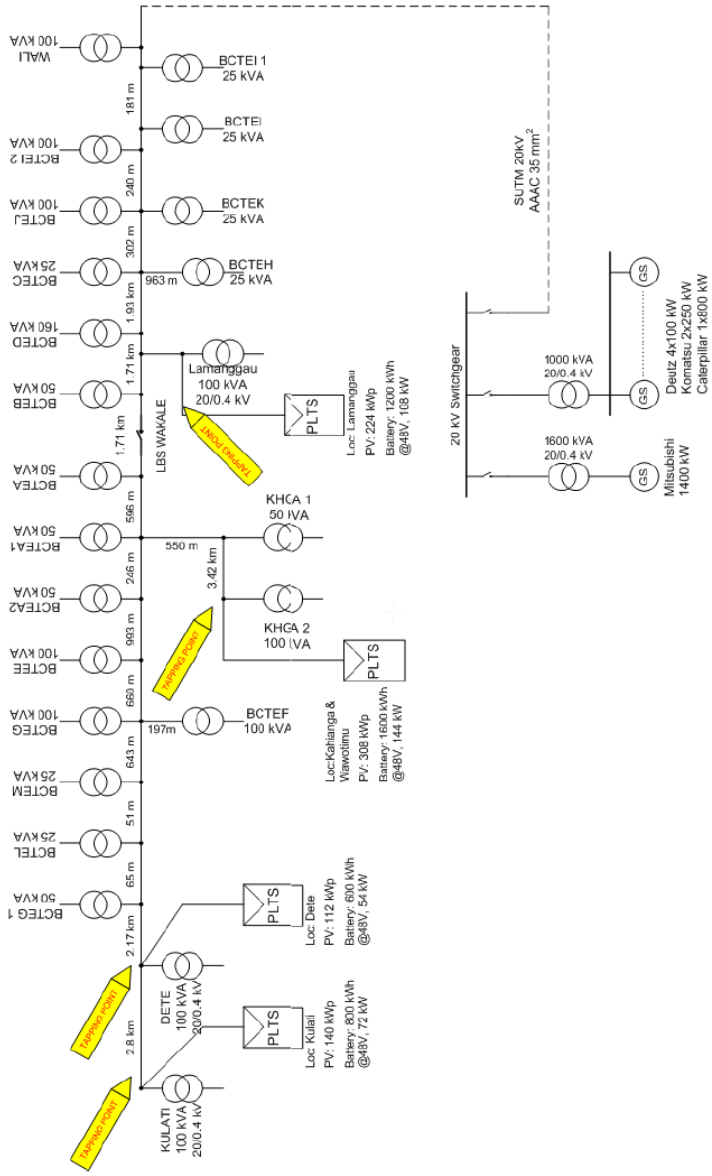 WALI
100 kVA
BCTEI 1
25 kVA
181 m
BCTEI
25 kVA
BCTEI 2
100 kVA
240 m
BCTEJ
100 kVA
BCTEK
25 kVA
302 m
BCTEC
25 kVA
963 m
BCTEH
25 kVA
1.93 km
BCTED
160 kVA
1.71 km
Lamanggau
100 kVA
20/0.4 kV
TAPPING POINT
PLTS
Loc: Lamanggau
PV: 224 kWp
Battery: 1200 kWh
@48V, 108 kW
BCTEB
50 kVA
1.71 km
LBS WAKALE
BCTEA
50 kVA
596 m
BCTEA1
50 kVA
550 m
KHCA 1
50 kVA
3.42 km
246 m
BCTEA2
50 kVA
KHCA 2
100 kVA
TAPPING POINT
PLTS
Loc:Kahianga &
Wawotimu
PV: 308 kWp
Battery: 1600 kWh
@48V, 144 kW
993 m
BCTEE
100 kVA
660 m
BCTEG
100 kVA
197m
BCTEF
100 kVA
643 m
BCTEM
25 kVA
51 m
BCTEL
25 kVA
65 m
BCTEG 1
50 kVA
2.17 km
TAPPING POINT
DETE
100 kVA
20/0.4 kV
PLTS
Loc: Dete
PV: 112 kWp
Battery: 600 kWh
@48V, 54 kW
2.8 km
TAPPING POINT
KULATI
100 kVA
20/0.4 kV
PLTS
Loc: Kulati
PV: 140 kWp
Battery: 800 kWh
@48V, 72 kW
SUTM 20kV
AAAC 35 mm²
20 kV Switchgear
1000 kVA
20/0.4 kV
GS
GS
Deutz 4x100 kW
Komatsu 2x250 kW
Caterpillar 1x800 kW
1600 kVA
20/0.4 kV
GS
Mitsubishi
1400 kW